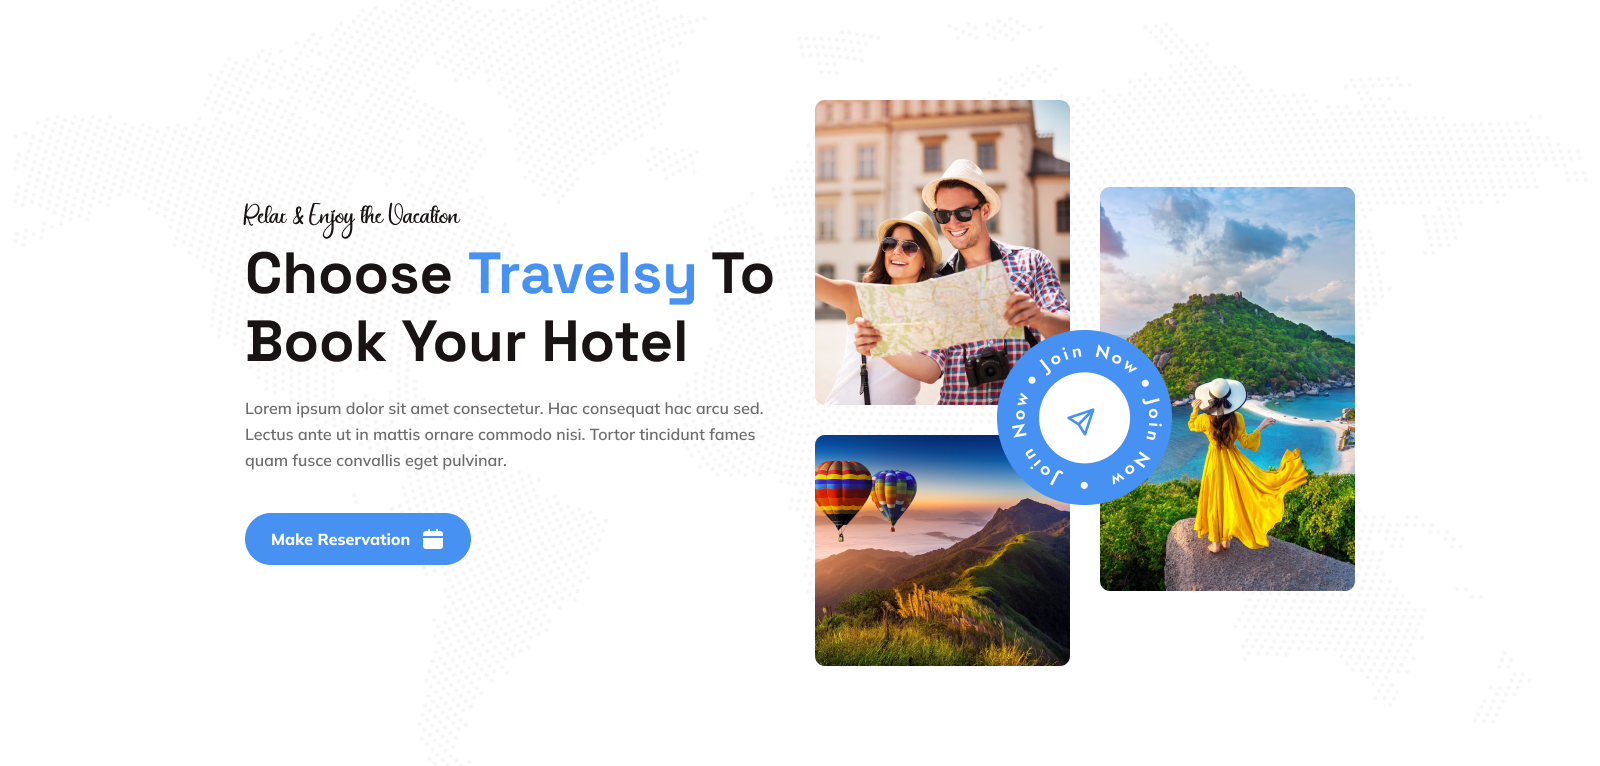 Relax & Enjoy the Vacation
Choose Travelsy To
Book Your Hotel
Lorem ipsum dolor sit amet consectetur. Hac consequat hac arcu sed.
Lectus ante ut in mattis ornare commodo nisi. Tortor tincidunt fames
quam fusce convallis eget pulvinar.
Make Reservation
Join Now • Join Now • Join Now •